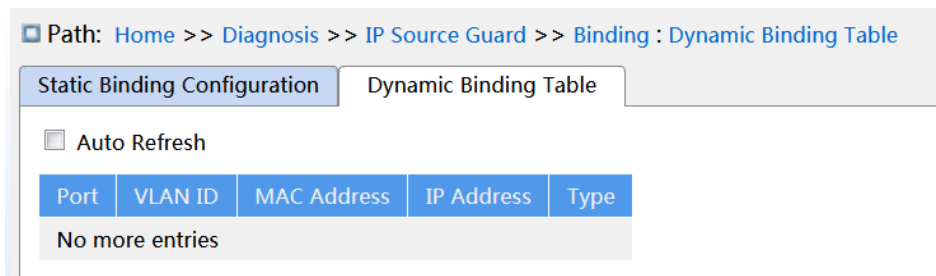 Path: Home >> Diagnosis >> IP Source Guard >> Binding : Dynamic Binding Table
Static Binding Configuration Dynamic Binding Table
Auto Refresh
Port VLAN ID MAC Address IP Address Type
No more entries